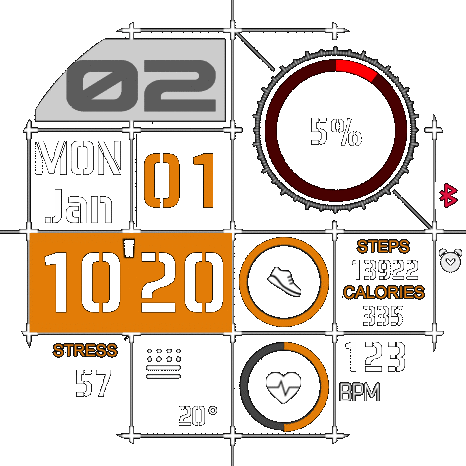 02
5%
MON
Jan
01
10'20
STEPS
13922
CALORIES
335
STRESS
57
20°
123
BPM